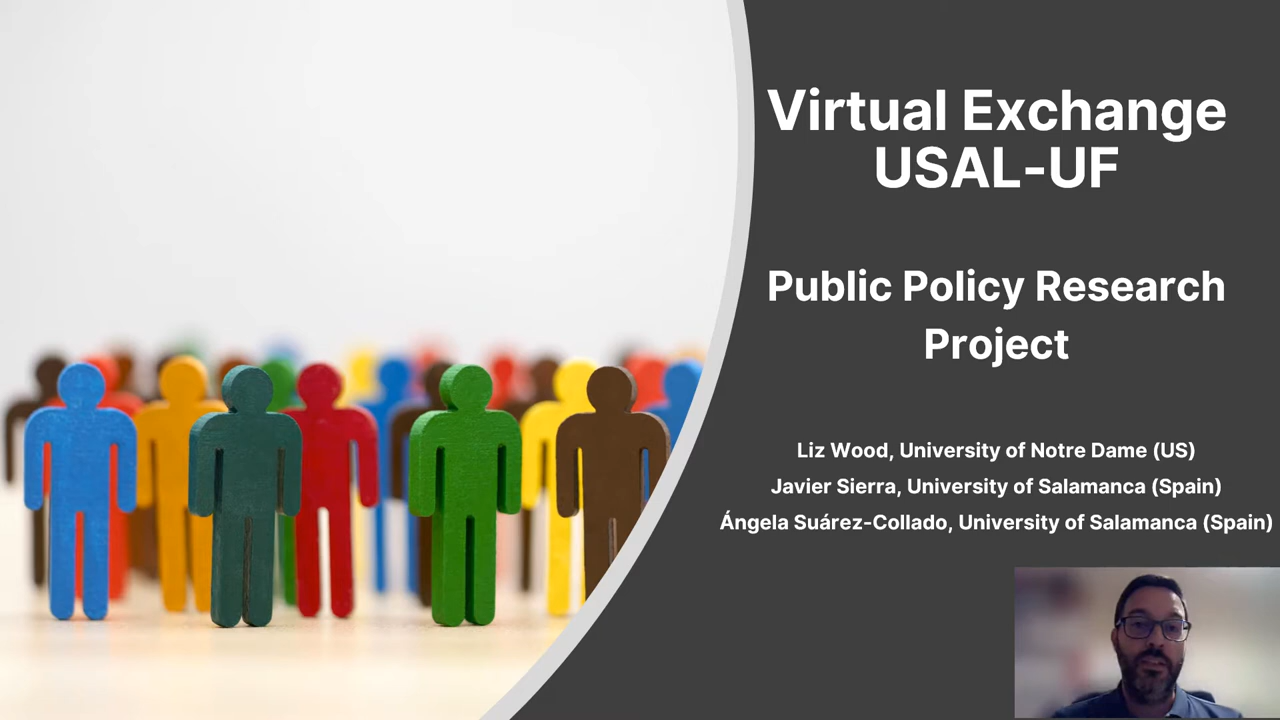 Virtual Exchange
USAL-UF
Public Policy Research
Project
Liz Wood, University of Notre Dame (US)
Javier Sierra, University of Salamanca (Spain)
Ángela Suárez-Collado, University of Salamanca (Spain)